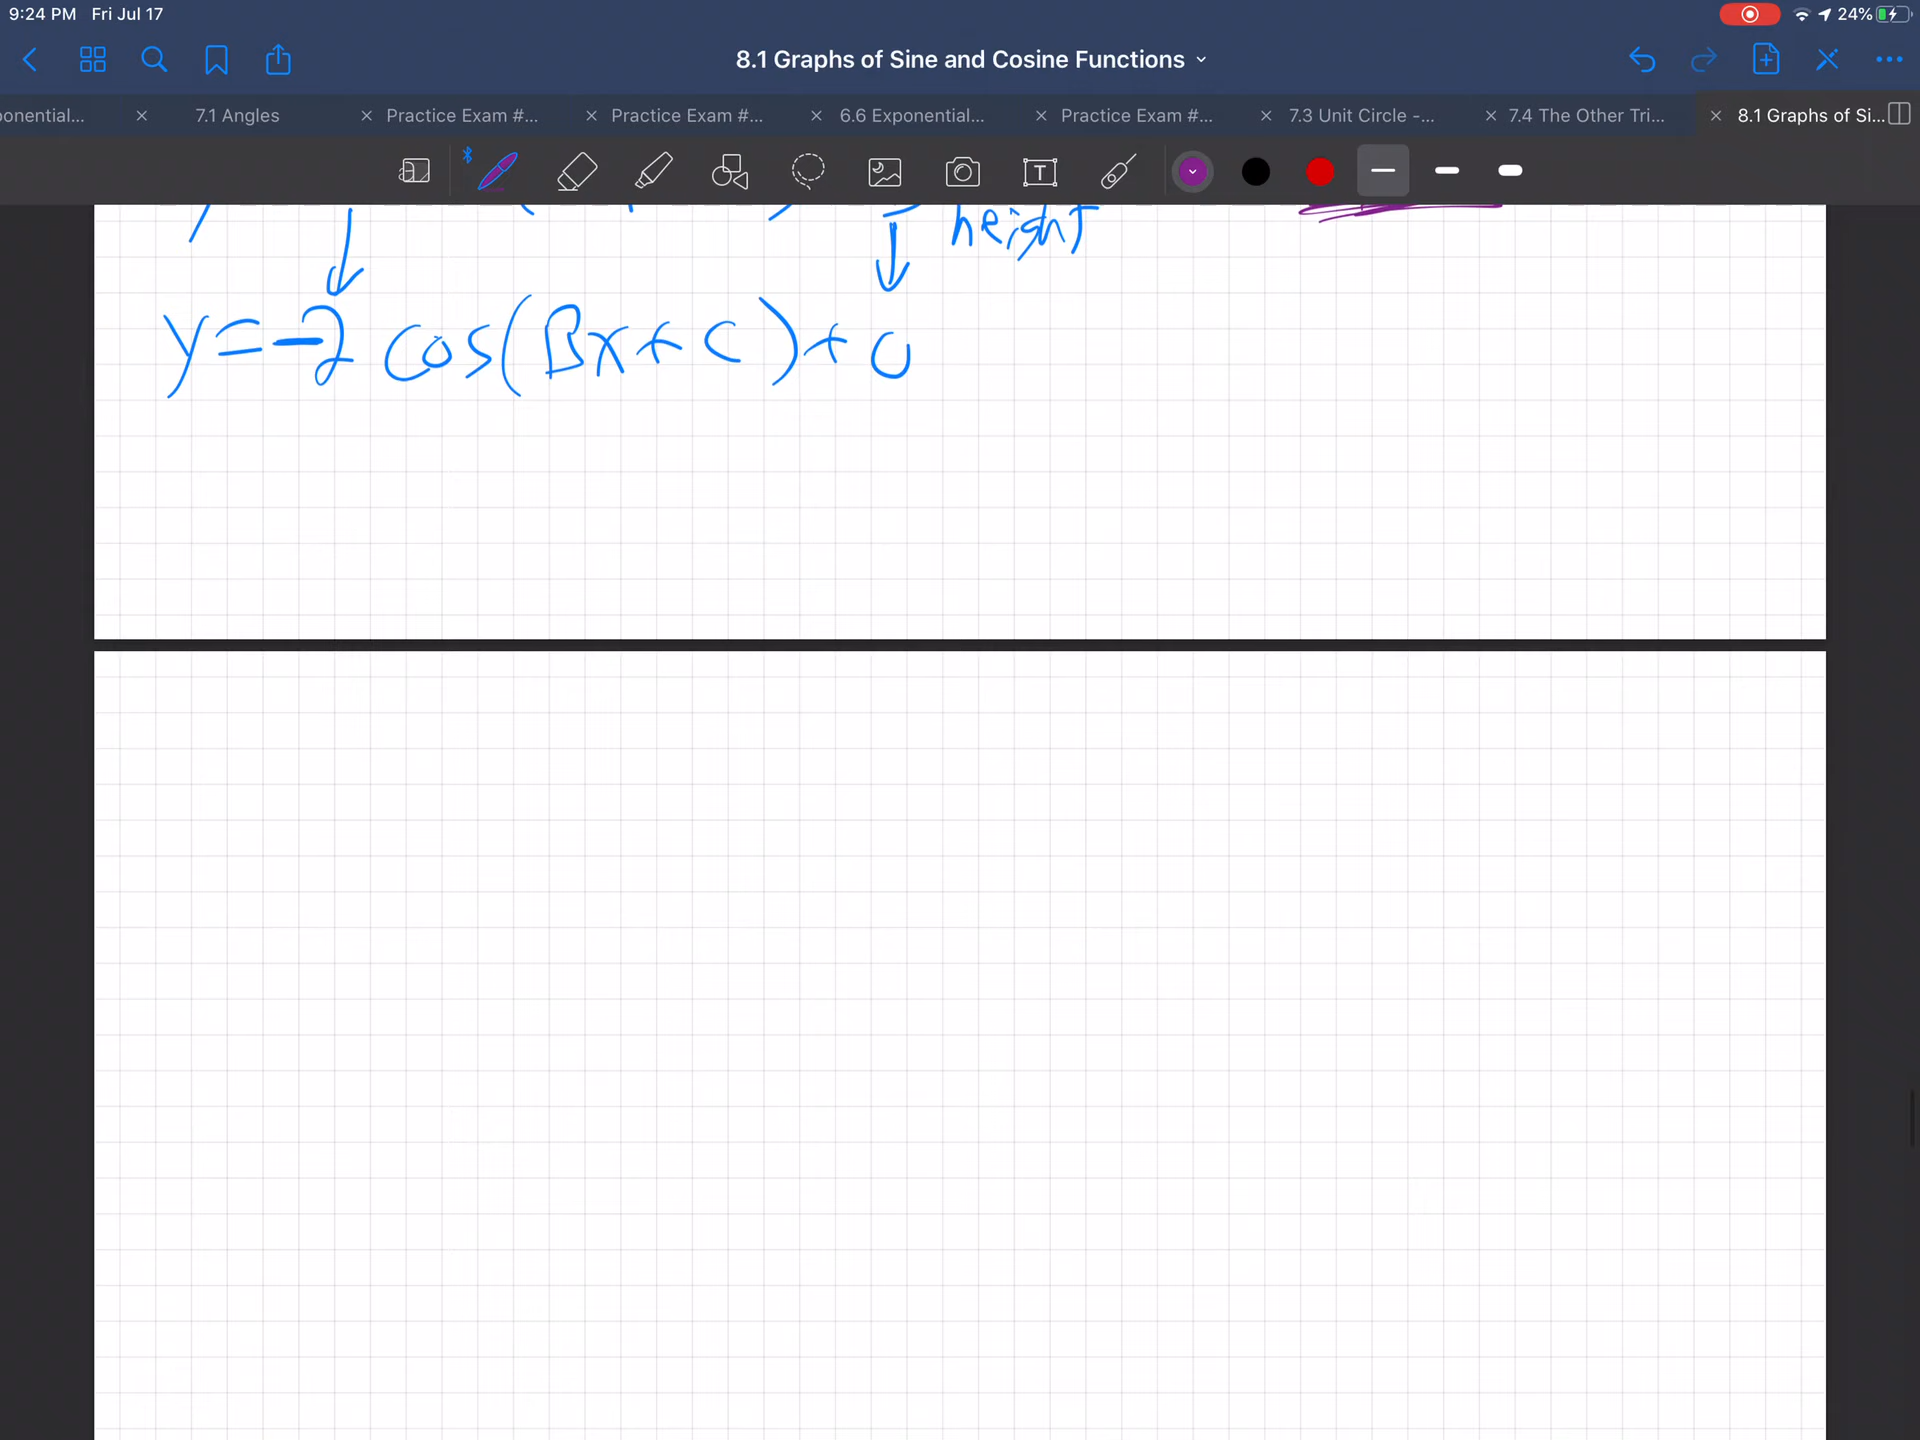 9:24 PM Fri Jul 17
24%
8.1 Graphs of Sine and Cosine Functions
onential... × 7.1 Angles × Practice Exam #... × Practice Exam #... × 6.6 Exponential... × Practice Exam #... × 7.3 Unit Circle -... × 7.4 The Other Tri... × 8.1 Graphs of Si...
T
height
y=-2 cos(Bx+C)+0